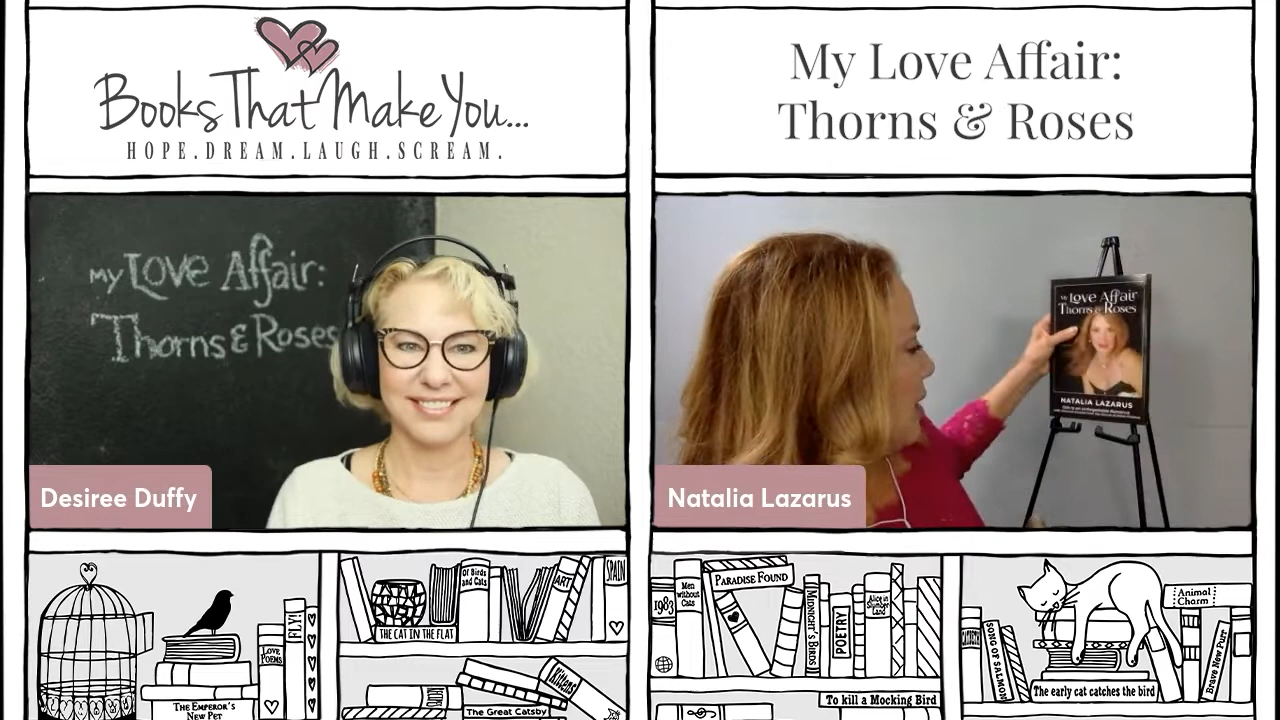 Books That Make You...
HOPE.DREAM.LAUGH.SCREAM.
My Love Affair:
Thorns & Roses
My Love Affair:
Thorns & Roses
Desiree Duffy
My Love Affair
Thorns & Roses
NATALIA LAZARUS
Natalia Lazarus
FLY!
LOVE
POEMS
THE EMPEROR'S
NEW PET
THE CAT IN THE FLAT
Of Birds
and Cats
ART
SPAIN
Kittens
The Great Catsby
1983
Men
without
Cats
PARADISE FOUND
MIDNIGHT'S BIRDS
POETRY
Alice in
Slumber
Land
To kill a Mocking Bird
SONG OF SALMON
The early cat catches the bird
Animal
Charm
Brave New Purr